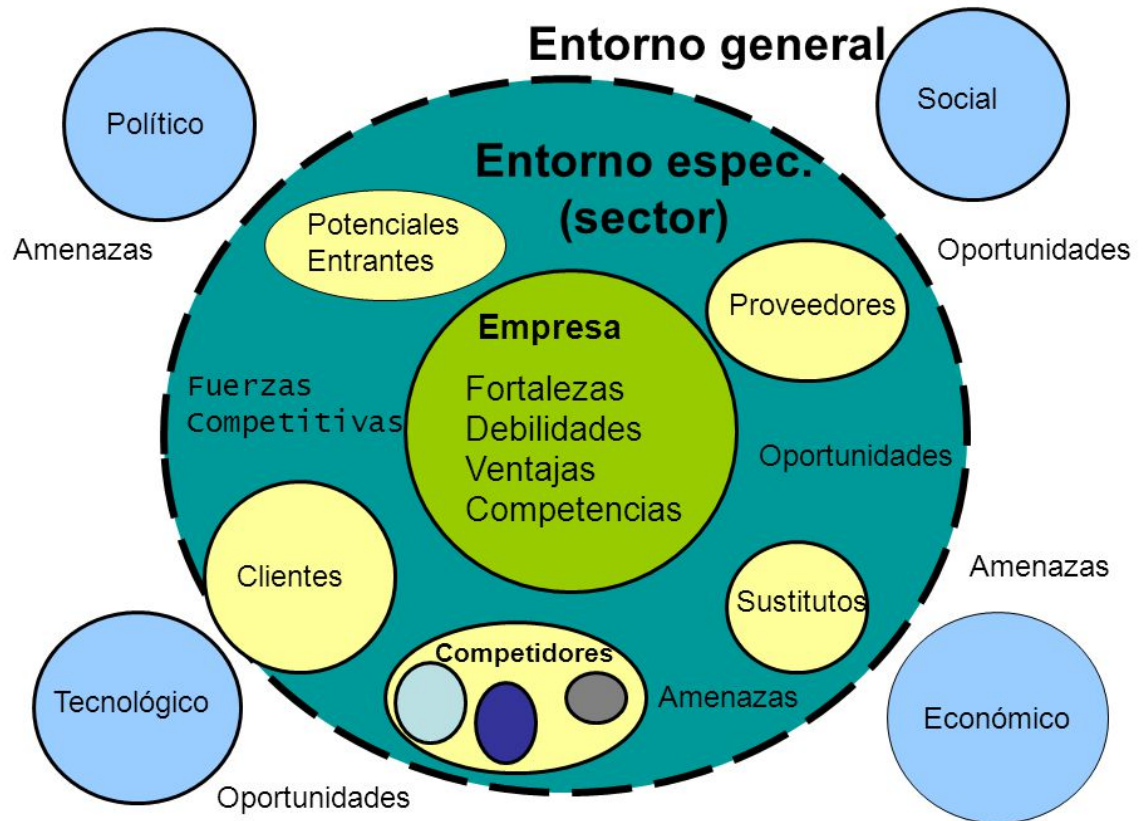 Entorno general
Político
Social
Entorno espec.
(sector)
Amenazas
Oportunidades
Potenciales
Entrantes
Proveedores
Empresa
Fortalezas
Debilidades
Ventajas
Competencias
Fuerzas
Competitivas
Oportunidades
Clientes
Sustitutos
Amenazas
Competidores
Amenazas
Tecnológico
Económico
Oportunidades